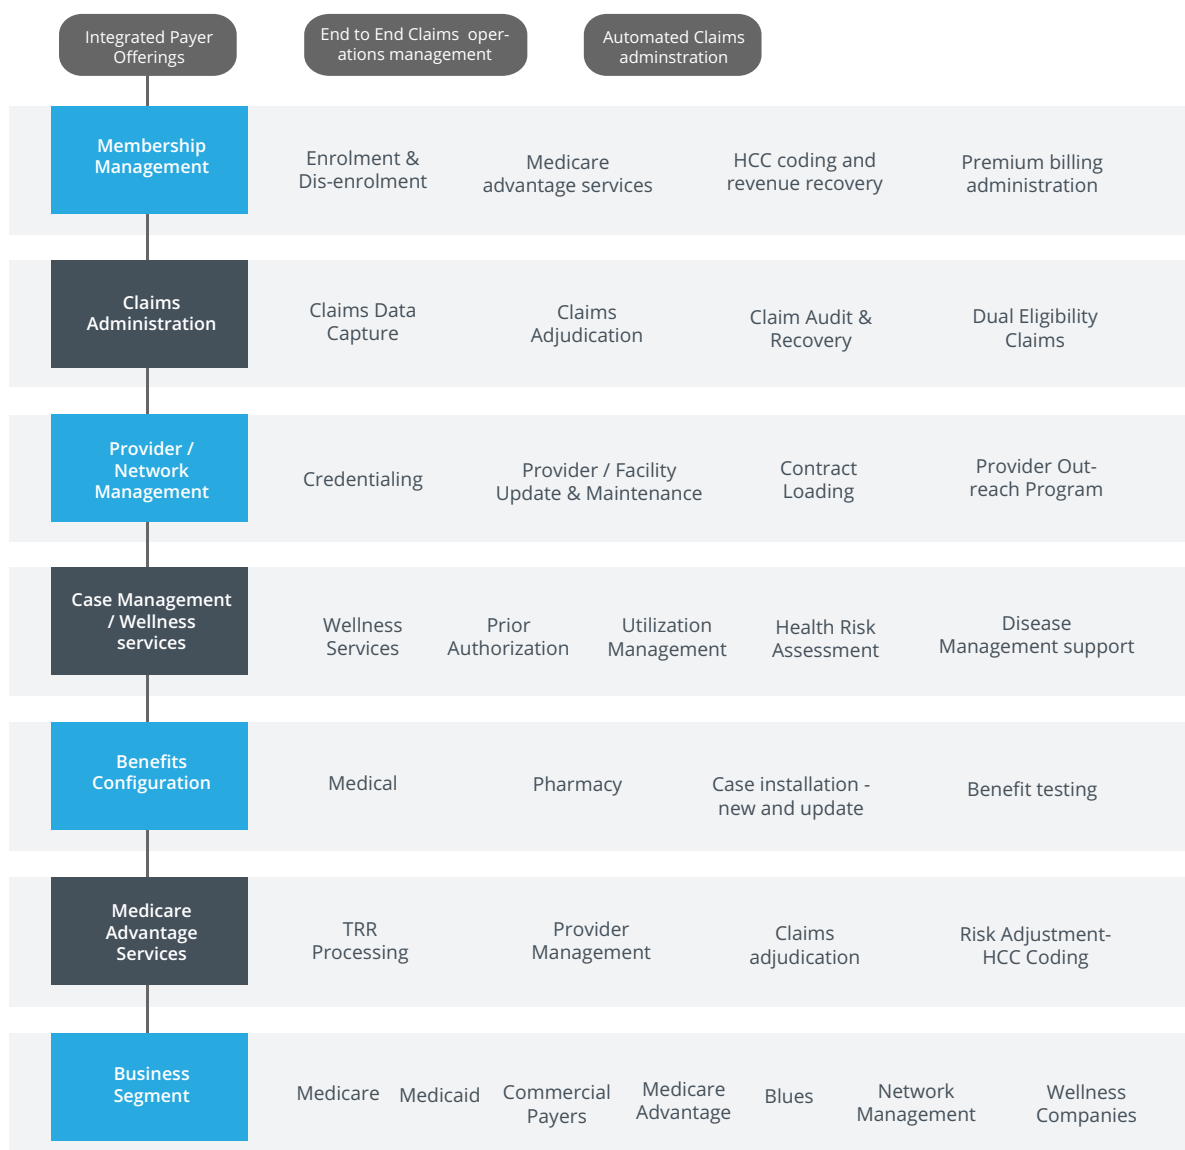 Integrated Payer
Offerings
End to End Claims oper-
ations management
Automated Claims
adminstration
Membership
Management
Enrolment &
Dis-enrolment
Medicare
advantage services
HCC coding and
revenue recovery
Premium billing
administration
Claims
Administration
Claims Data
Capture
Claims
Adjudication
Claim Audit &
Recovery
Dual Eligibility
Claims
Provider /
Network
Management
Credentialing
Provider / Facility
Update & Maintenance
Contract
Loading
Provider Out-
reach Program
Case Management
/ Wellness
services
Wellness
Services
Prior
Authorization
Utilization
Management
Health Risk
Assessment
Disease
Management support
Benefits
Configuration
Medical
Pharmacy
Case installation -
new and update
Benefit testing
Medicare
Advantage
Services
TRR
Processing
Provider
Management
Claims
adjudication
Risk Adjustment-
HCC Coding
Business
Segment
Medicare
Medicaid
Commercial
Payers
Medicare
Advantage
Blues
Network
Management
Wellness
Companies